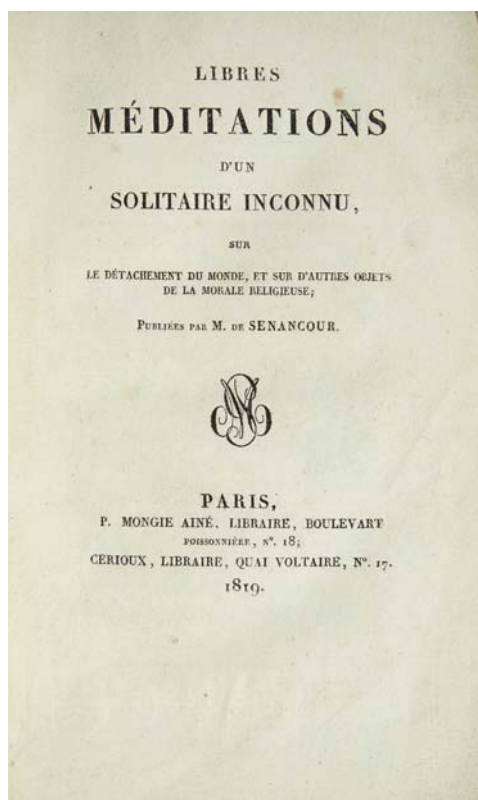 LIBRES
MÉDITATIONS
D'UN
SOLITAIRE INCONNU,
SUR
LE DÉTACHEMENT DU MONDE, ET SUR D'AUTRES OBJETS
DE LA MORALE RELIGIEUSE;
PUBLIÉES PAR M. DE SENANCOUR.
PARIS,
P. MONGIE AINÉ, LIBRAIRE, BOULEVART
POISSONNIÈRE, N°. 18;
CERIOUX, LIBRAIRE, QUAI VOLTAIRE, N°. 17.
1819.